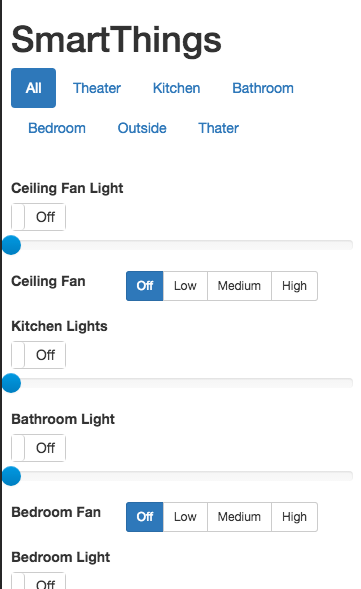 SmartThings
All Theater Kitchen Bathroom
Bedroom Outside Thater
Ceiling Fan Light
Off
Ceiling Fan Off Low Medium High
Kitchen Lights
Off
Bathroom Light
Off
Bedroom Fan Off Low Medium High
Bedroom Light
Off